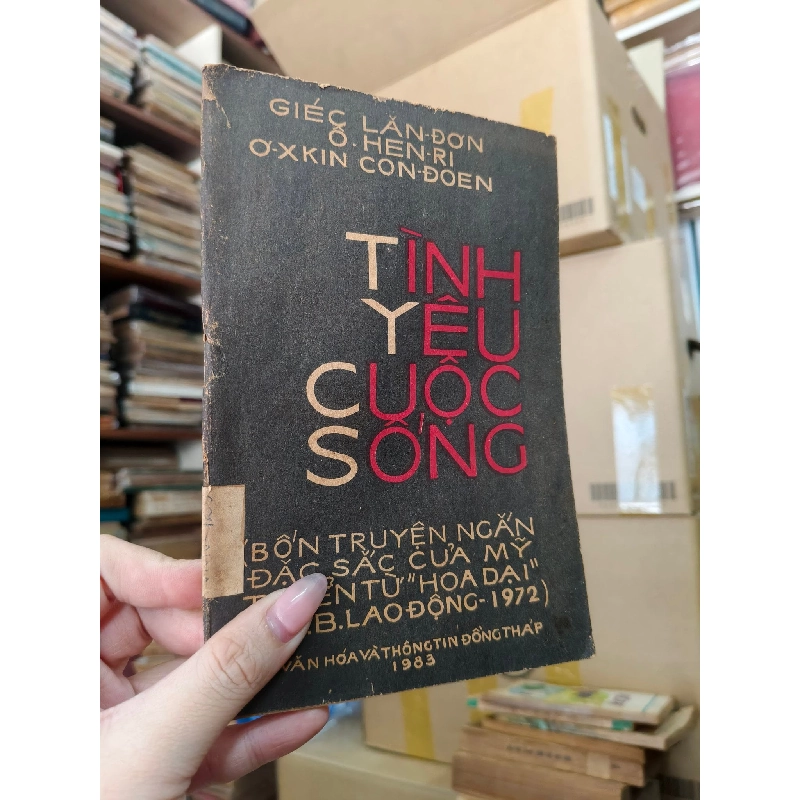 GIÉC LĂN-ĐƠN
Ô-HEN-RI
Ơ-XKIN CON-ĐOEN
TÌNH
YÊU
CUỘC
SỐNG
(BỐN TRUYỆN NGẮN
ĐẶC SẮC CỦA MỸ
TỪ "HOA DẠI"
.B. LAO ĐỘNG-1972)
VĂN HÓA VÀ THÔNG TIN ĐỒNG THÁP
1983